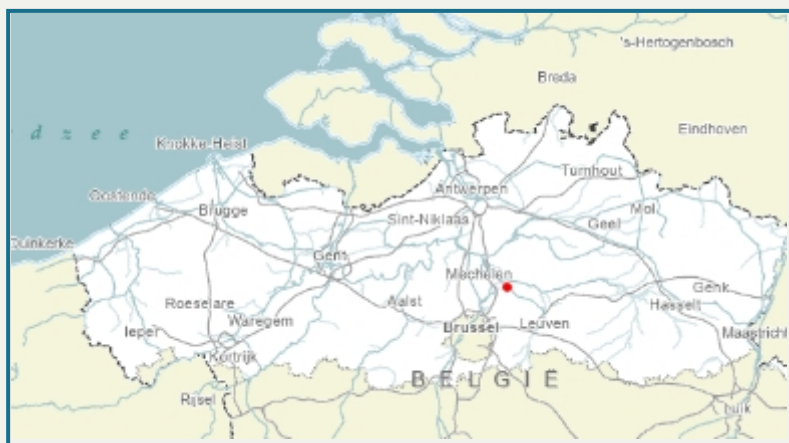 's-Hertogenbosch
Breda
Eindhoven
dzee
Knokke-Heist
Turnhout
Antwerpen
Oostende
Mol
Brugge
Sint-Niklaas
Geel
Duinkerke
Gent
Mechelen
Genk
Roeselare
Aalst
Hasselt
Waregem
Brussel
Leuven
Ieper
Maastricht
Kortrijk
BELGIË
Rijsel
Luik